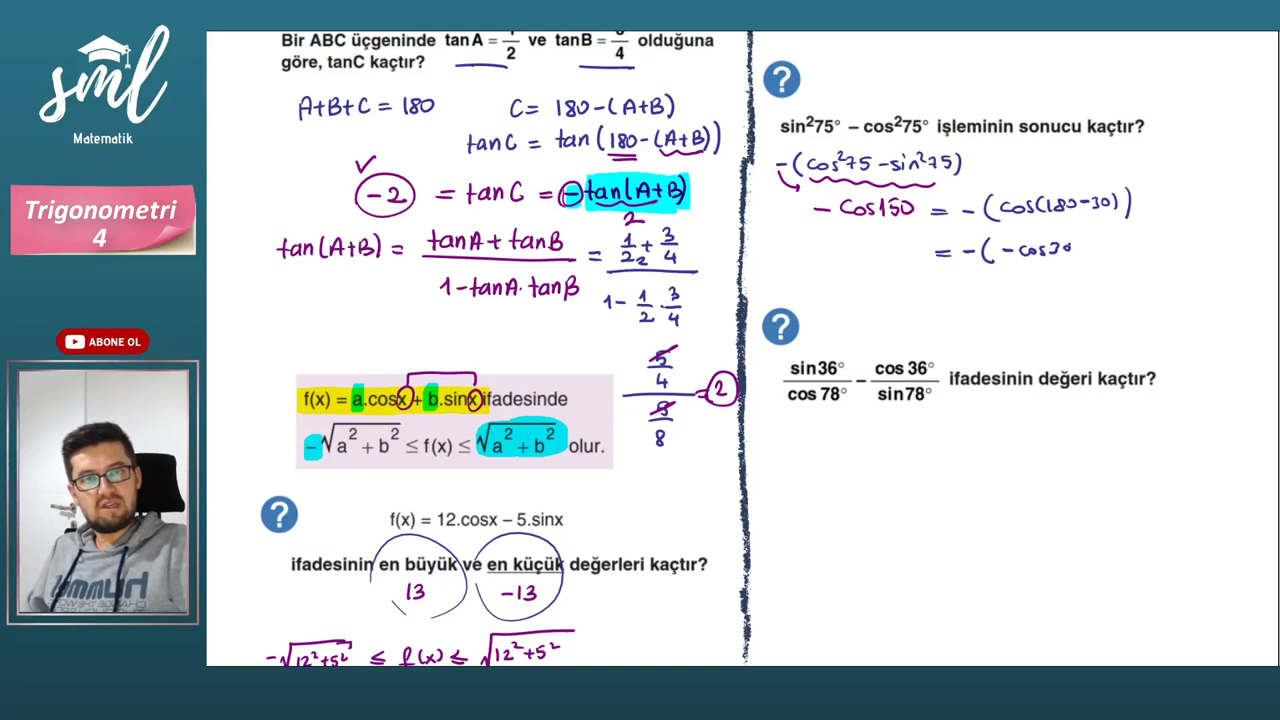 sml
Matematik
Trigonometri
4
ABONE OL
Bir ABC üçgeninde tan A = 1/2 ve tan B = 3/4 olduğuna
göre, tanC kaçtır?
A+B+C = 180
C = 180-(A+B)
tanC = tan(180-(A+B))
-2 = tanC = -tan(A+B)
2
tan(A+B) = (tanA + tanB)/(1-tanA.tanB) = (1/2 + 3/4)/(1 - 1/2 . 3/4)
2
(5/4)/(5/8) = 2
f(x) = a.cosx + b.sinx ifadesinde
-√(a² + b²) ≤ f(x) ≤ √(a² + b²) olur.
?
f(x) = 12.cosx – 5.sinx
ifadesinin en büyük ve en küçük değerleri kaçtır?
13 -13
-√(12²+5²) ≤ f(x) ≤ √(12²+5²)
?
sin²75° – cos²75° işleminin sonucu kaçtır?
-(cos²75 - sin²75)
- cos150 = -(cos(180-30))
= -(-cos30
?
sin36°/cos78° – cos36°/sin78° ifadesinin değeri kaçtır?